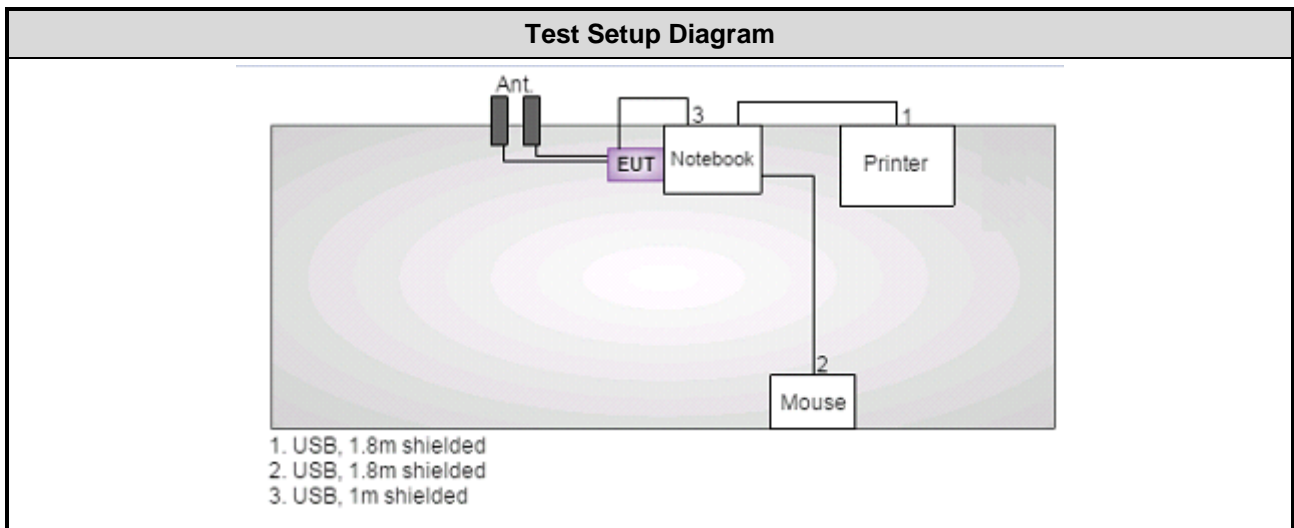 Test Setup Diagram
Ant.
3
1
EUT
Notebook
Printer
2
Mouse
1. USB, 1.8m shielded
2. USB, 1.8m shielded
3. USB, 1m shielded